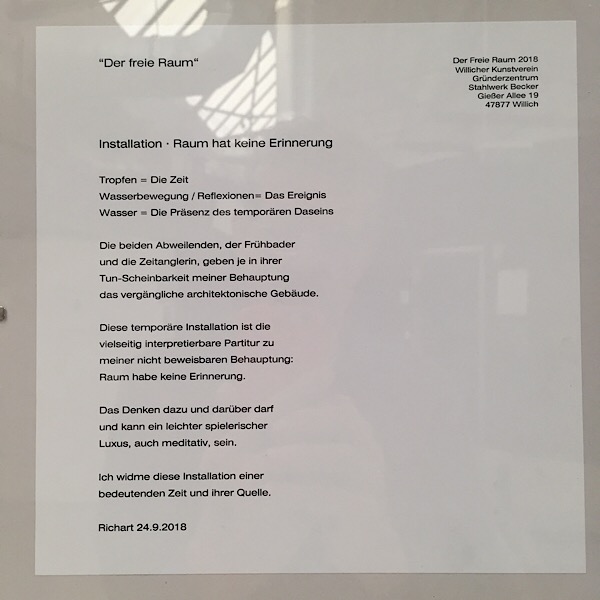 "Der freie Raum"
Der Freie Raum 2018
Willicher Kunstverein
Gründerzentrum
Stahlwerk Becker
Gießer Allee 19
47877 Willich
Installation · Raum hat keine Erinnerung
Tropfen = Die Zeit
Wasserbewegung / Reflexionen= Das Ereignis
Wasser = Die Präsenz des temporären Daseins
Die beiden Abweilenden, der Frühbader
und die Zeitanglerin, geben je in ihrer
Tun-Scheinbarkeit meiner Behauptung
das vergängliche architektonische Gebäude.
Diese temporäre Installation ist die
vielseitig interpretierbare Partitur zu
meiner nicht beweisbaren Behauptung:
Raum habe keine Erinnerung.
Das Denken dazu und darüber darf
und kann ein leichter spielerischer
Luxus, auch meditativ, sein.
Ich widme diese Installation einer
bedeutenden Zeit und ihrer Quelle.
Richart 24.9.2018